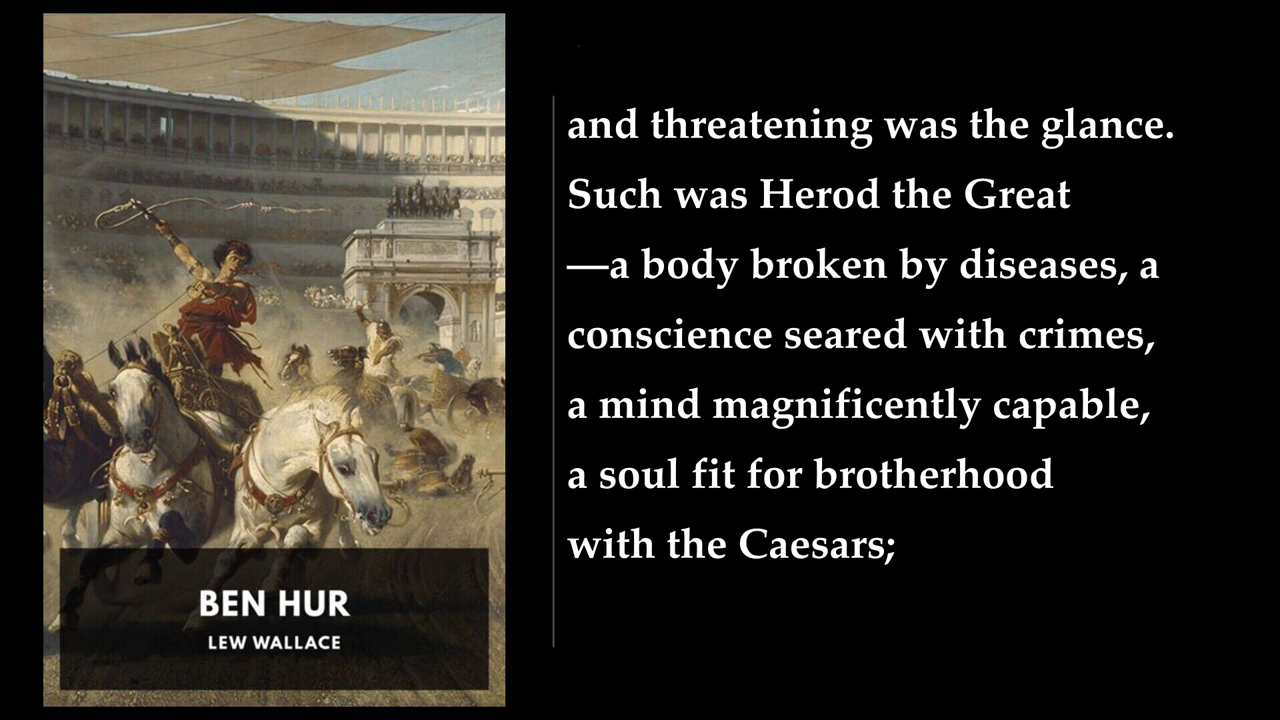 BEN HUR
LEW WALLACE
and threatening was the glance.
Such was Herod the Great
—a body broken by diseases, a
conscience seared with crimes,
a mind magnificently capable,
a soul fit for brotherhood
with the Caesars;